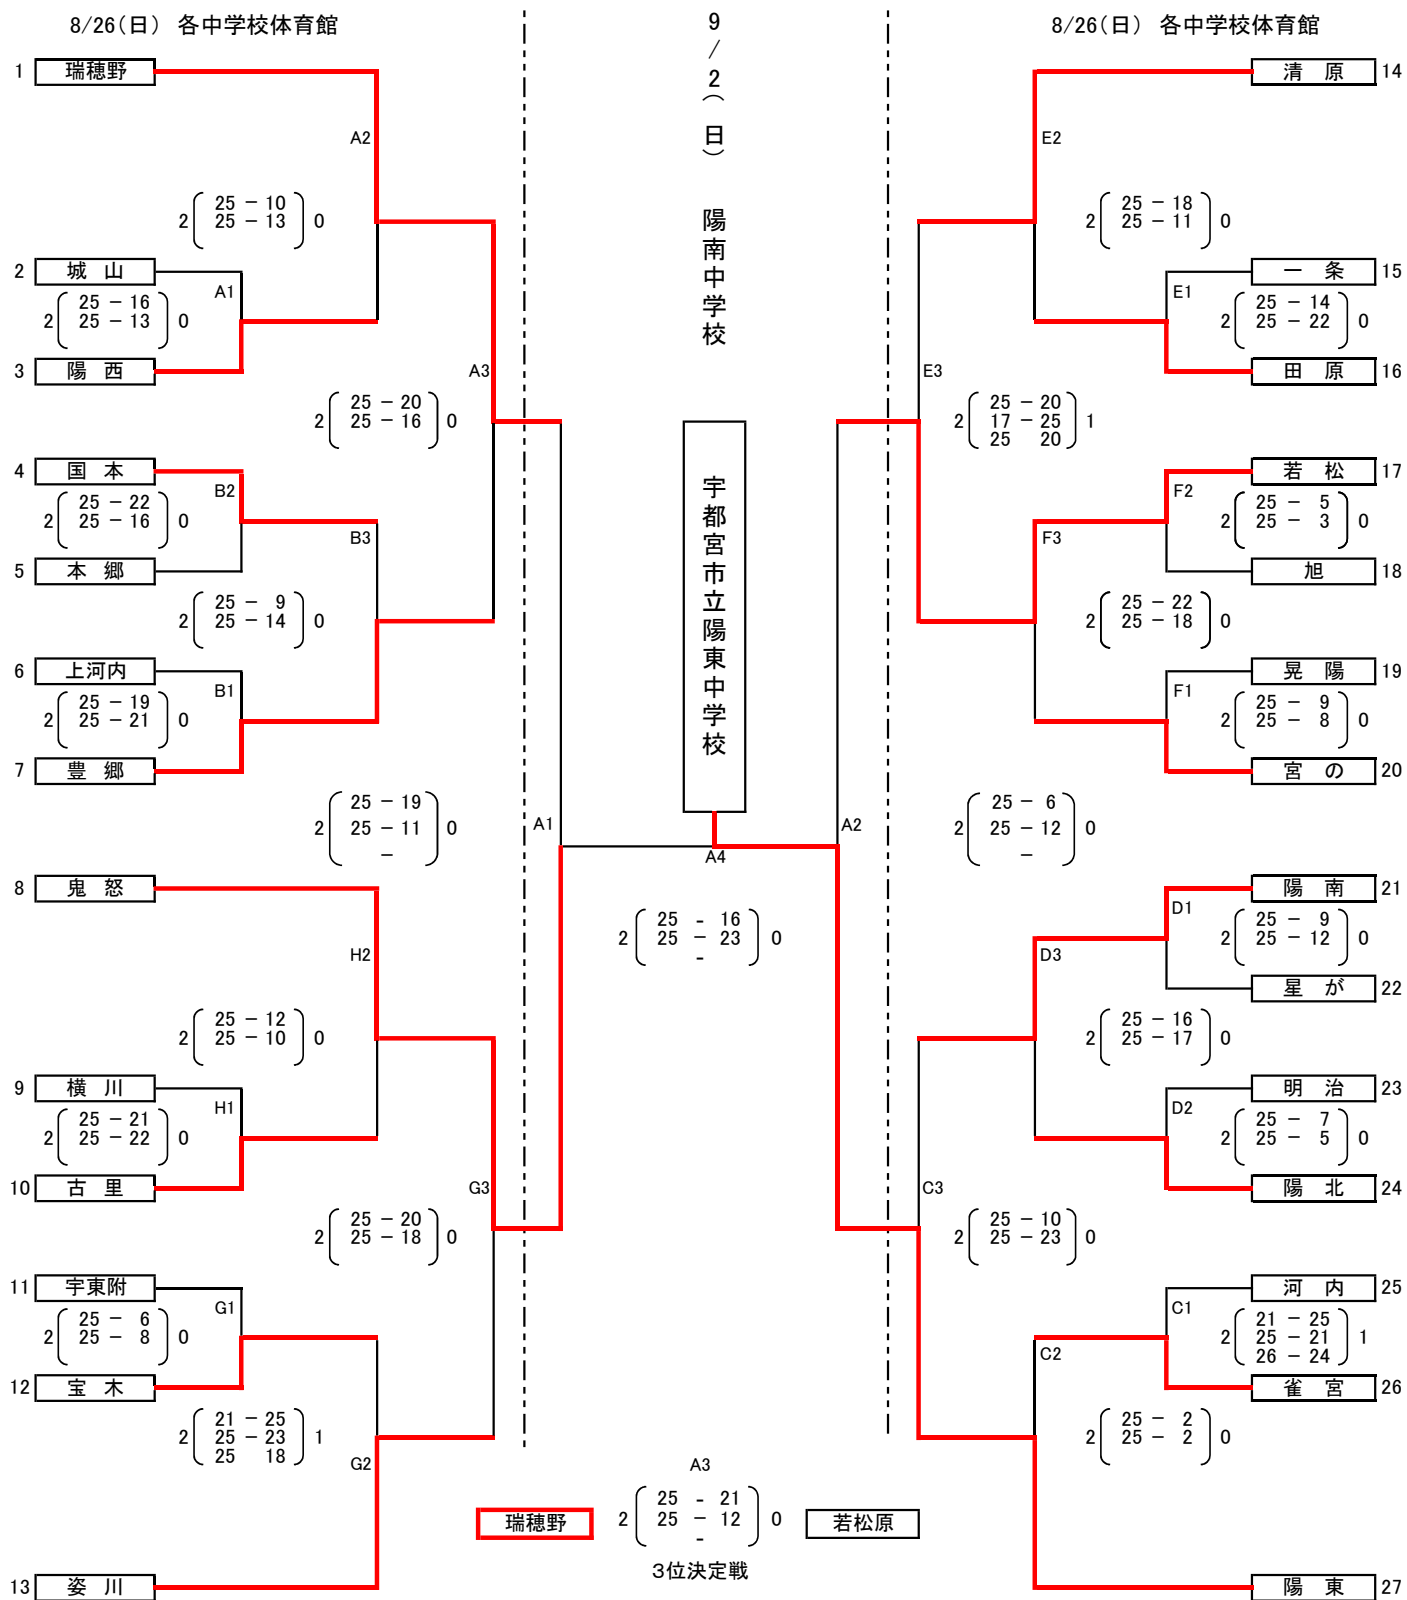 8/26(日) 各中学校体育館
9/2(日) 陽南中学校
8/26(日) 各中学校体育館
1 瑞穂野
A2
2 25 − 10 0
25 − 13
2 城 山
A1
2 25 − 16 0
25 − 13
3 陽 西
A3
2 25 − 20 0
25 − 16
4 国 本
B2
2 25 − 22 0
25 − 16
5 本 郷
B3
2 25 − 9 0
25 − 14
6 上河内
B1
2 25 − 19 0
25 − 21
7 豊 郷
2 25 − 19 0
25 − 11
−
A1
8 鬼 怒
H2
2 25 − 12 0
25 − 10
9 横 川
H1
2 25 − 21 0
25 − 22
10 古 里
G3
2 25 − 20 0
25 − 18
11 宇東附
G1
2 25 − 6 0
25 − 8
12 宝 木
2 21 − 25 1
25 − 23
25 18
G2
13 姿 川
宇都宮市立陽東中学校
A4
2 25 - 16 0
25 − 23
-
A3
瑞穂野 2 25 - 21 0 若松原
25 − 12
-
3位決定戦
清 原 14
E2
2 25 − 18 0
25 − 11
一 条 15
E1
2 25 − 14 0
25 − 22
田 原 16
E3
2 25 − 20 1
17 − 25
25 20
若 松 17
F2
2 25 − 5 0
25 − 3
旭 18
F3
2 25 − 22 0
25 − 18
晃 陽 19
F1
2 25 − 9 0
25 − 8
宮 の 20
A2
2 25 − 6 0
25 − 12
−
陽 南 21
D1
2 25 − 9 0
25 − 12
星 が 22
D3
2 25 − 16 0
25 − 17
明 治 23
D2
2 25 − 7 0
25 − 5
陽 北 24
C3
2 25 − 10 0
25 − 23
河 内 25
C1
2 21 − 25 1
25 − 21
26 − 24
雀 宮 26
C2
2 25 − 2 0
25 − 2
陽 東 27